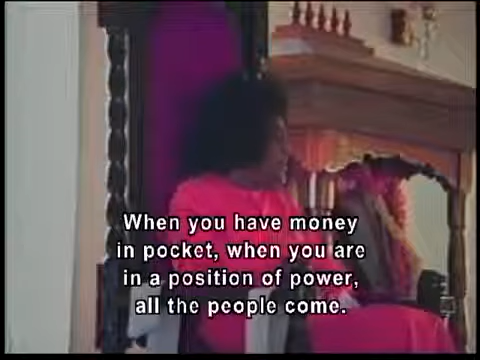 When you have money
in pocket, when you are
in a position of power,
all the people come.